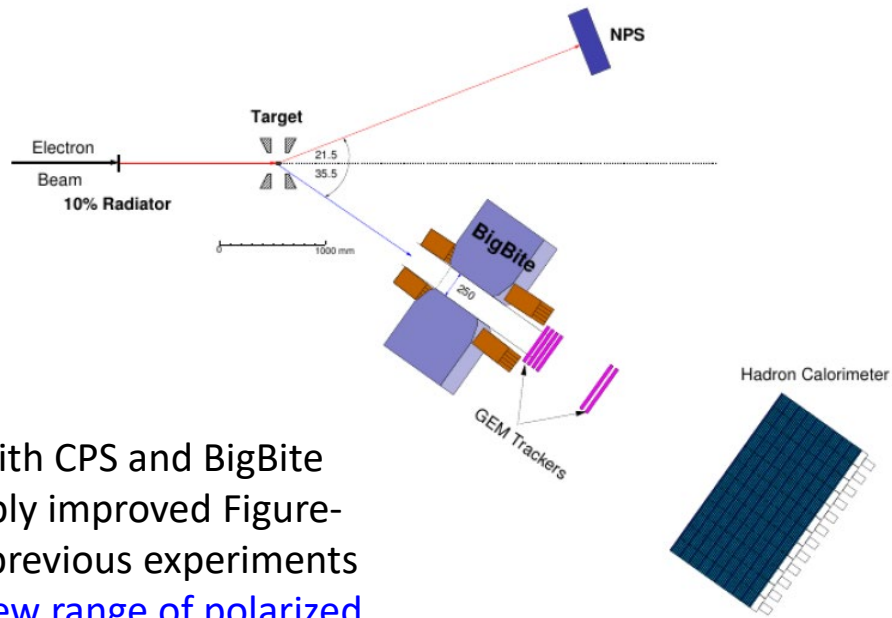 NPS
Target
Electron
Beam
10% Radiator
21.5
35.5
0
1000 mm
BigBite
250
GEM Trackers
Hadron Calorimeter
ith CPS and BigBite
bly improved Figure-
previous experiments
ew range of polarized